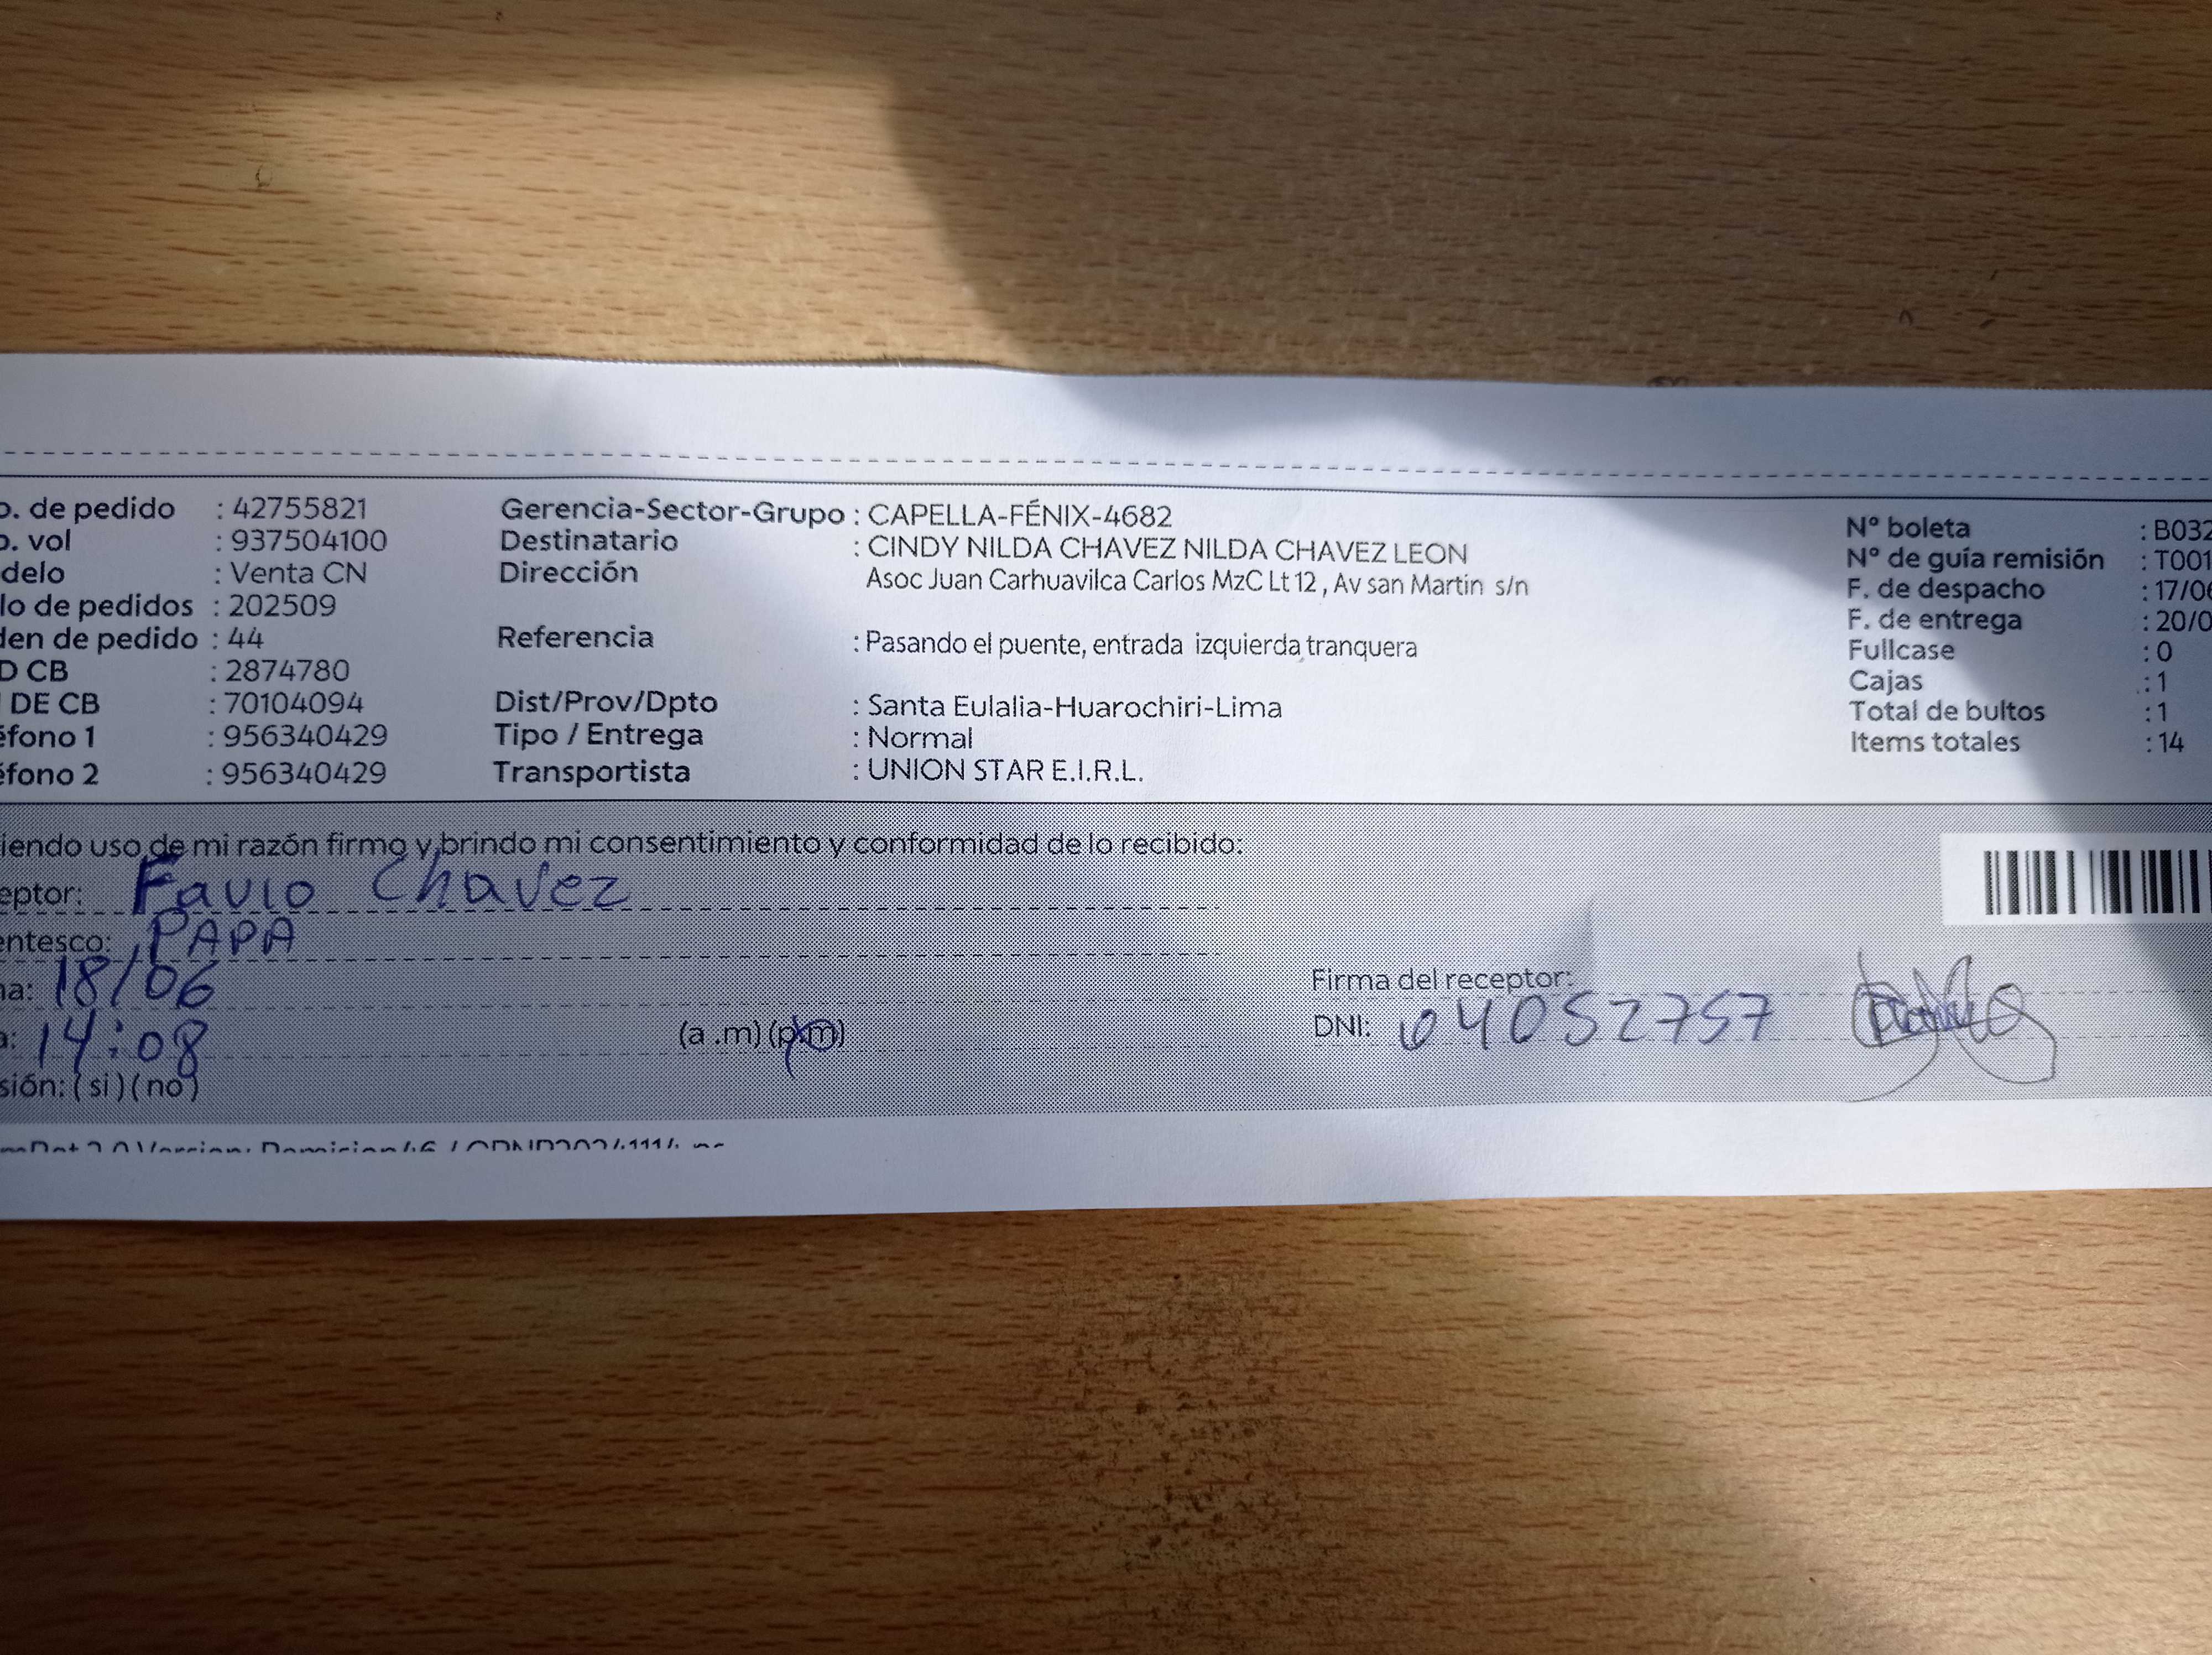 o. de pedido : 42755821 Gerencia-Sector-Grupo : CAPELLA-FÉNIX-4682 N° boleta : B032
o. vol : 937504100 Destinatario : CINDY NILDA CHAVEZ NILDA CHAVEZ LEON N° de guía remisión : T001
delo : Venta CN Dirección Asoc Juan Carhuavilca Carlos MzC Lt 12 , Av san Martin s/n F. de despacho : 17/06
lo de pedidos : 202509 F. de entrega : 20/0
den de pedido : 44 Referencia : Pasando el puente, entrada izquierda tranquera Fullcase : 0
D CB : 2874780 Cajas : 1
DE CB : 70104094 Dist/Prov/Dpto : Santa Eulalia-Huarochiri-Lima Total de bultos : 1
éfono 1 : 956340429 Tipo / Entrega : Normal Items totales : 14
éfono 2 : 956340429 Transportista : UNION STAR E.I.R.L.
iendo uso de mi razón firmo y brindo mi consentimiento y conformidad de lo recibido:
eptor: Favio Chavez
entesco: PAPA
na: 18/06 Firma del receptor:
a: 14:08 (a .m) (p.m) DNI: 04052757
sión: ( si ) ( no )